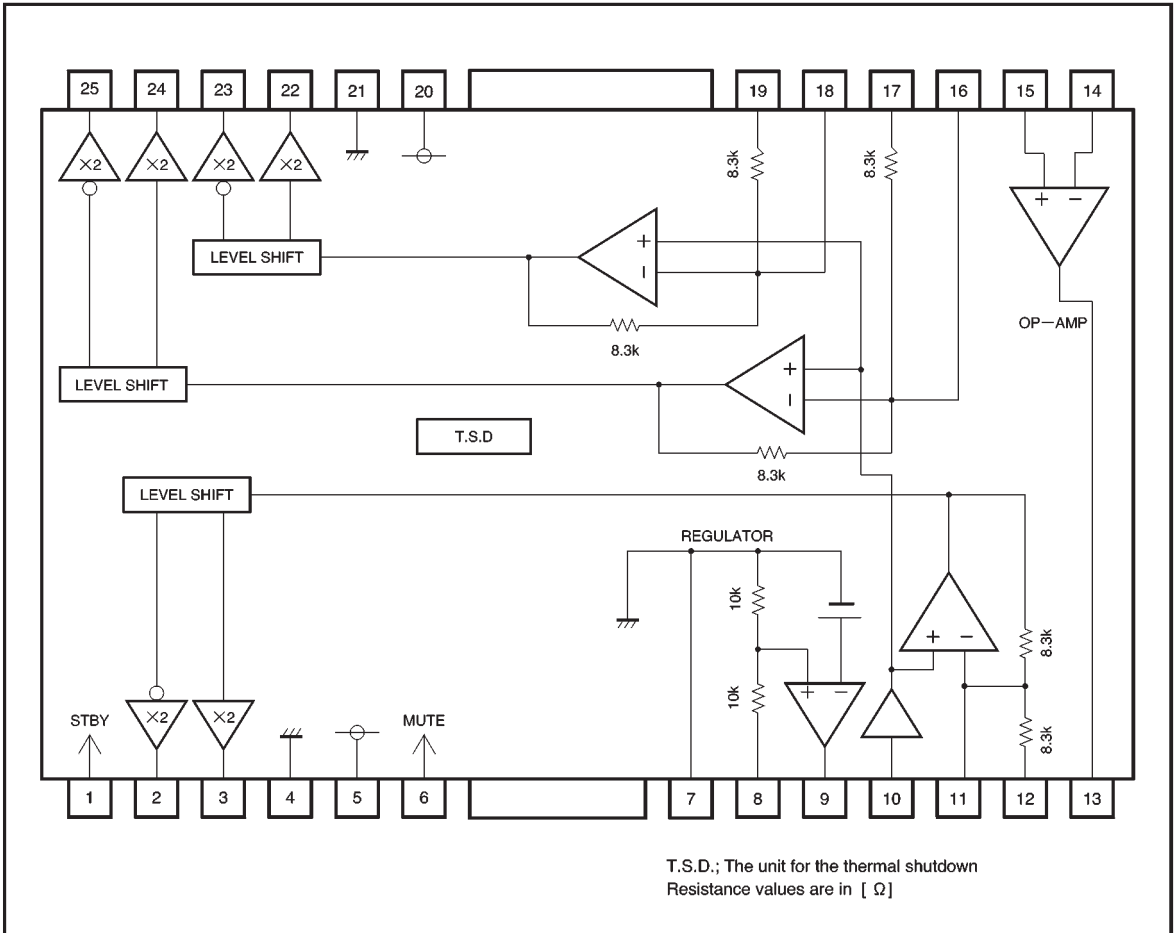 25 24 23 22 21 20 19 18 17 16 15 14
×2 ×2 ×2 ×2
8.3k 8.3k
+ −
LEVEL SHIFT
+ −
OP−AMP
8.3k
LEVEL SHIFT
+ −
T.S.D
8.3k
LEVEL SHIFT
REGULATOR
10k
+ −
8.3k
10k
+ −
8.3k
STBY ×2 ×2 MUTE
1 2 3 4 5 6 7 8 9 10 11 12 13
T.S.D.; The unit for the thermal shutdown
Resistance values are in [ Ω]